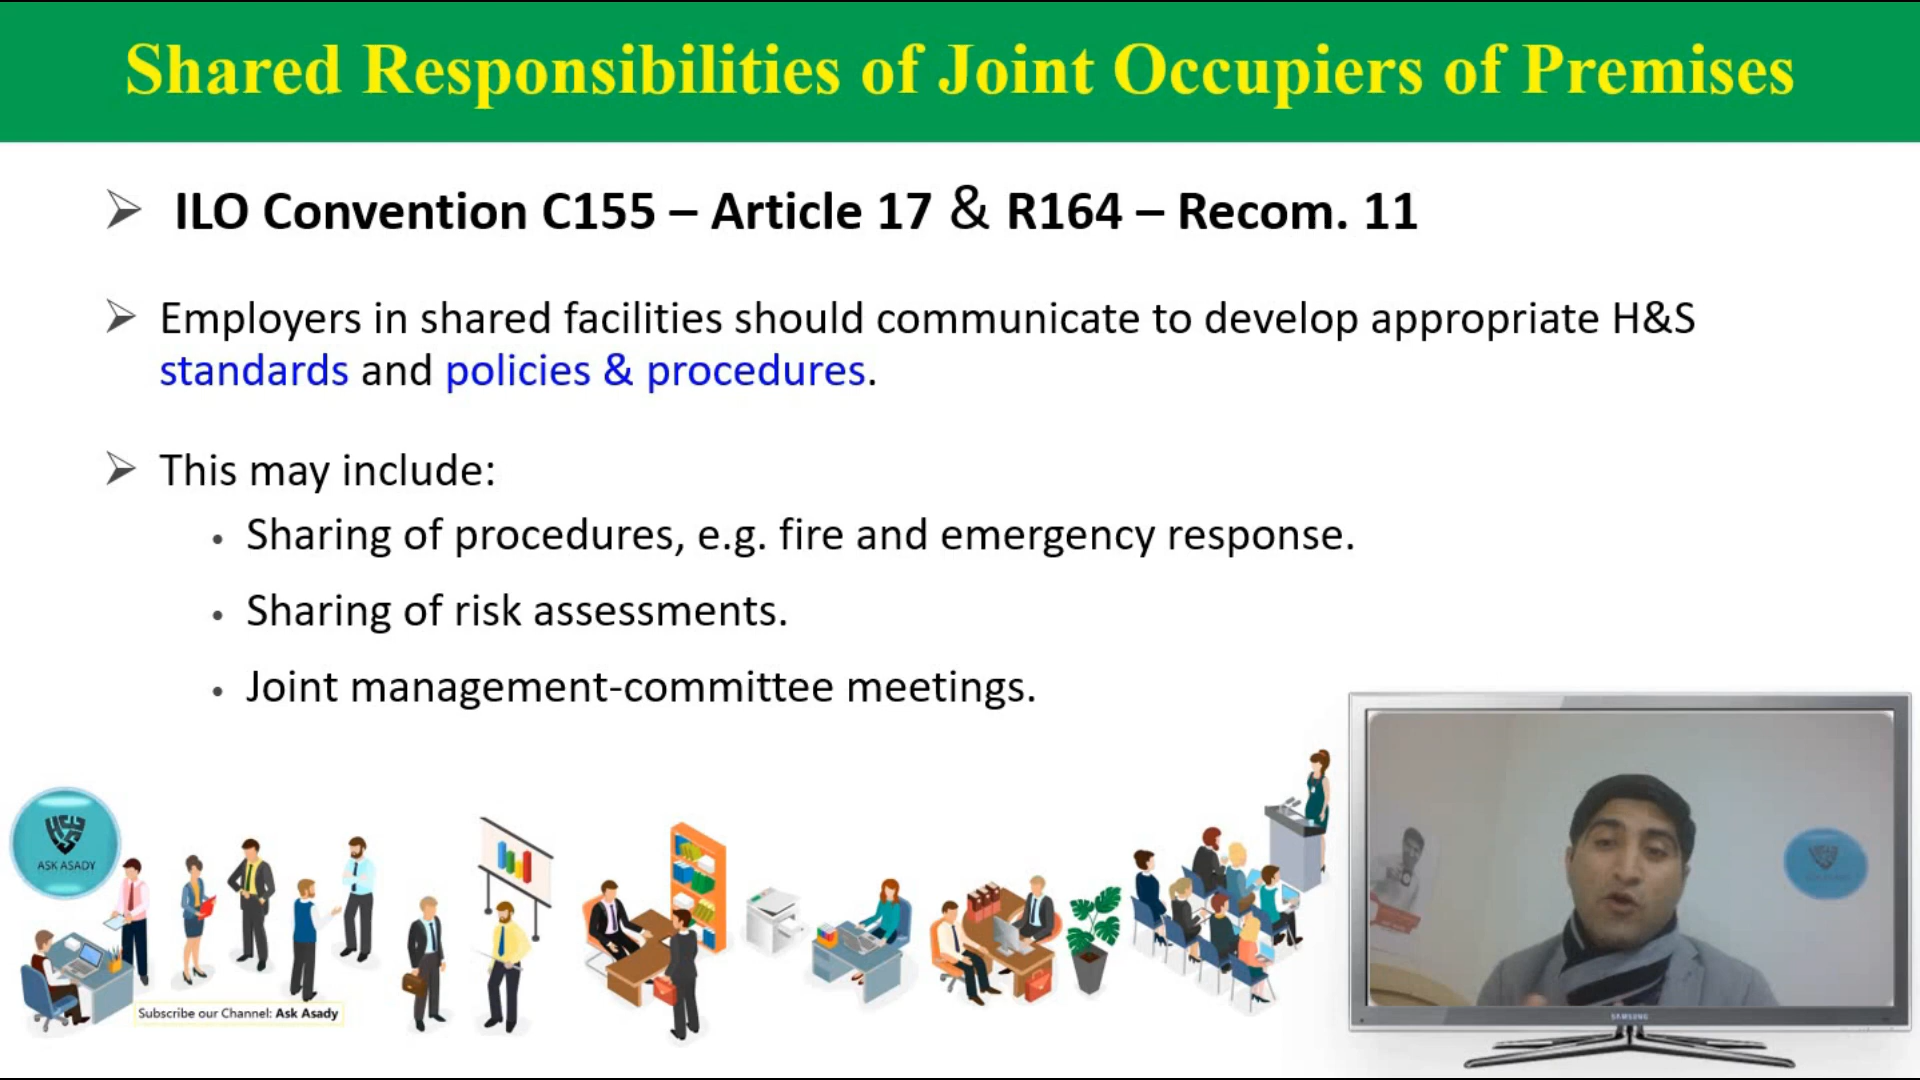 Shared Responsibilities of Joint Occupiers of Premises
ILO Convention C155 – Article 17 & R164 – Recom. 11
Employers in shared facilities should communicate to develop appropriate H&S
standards and policies & procedures.
This may include:
Sharing of procedures, e.g. fire and emergency response.
Sharing of risk assessments.
Joint management-committee meetings.
ASK ASADY
Subscribe our Channel: Ask Asady
SAMSUNG